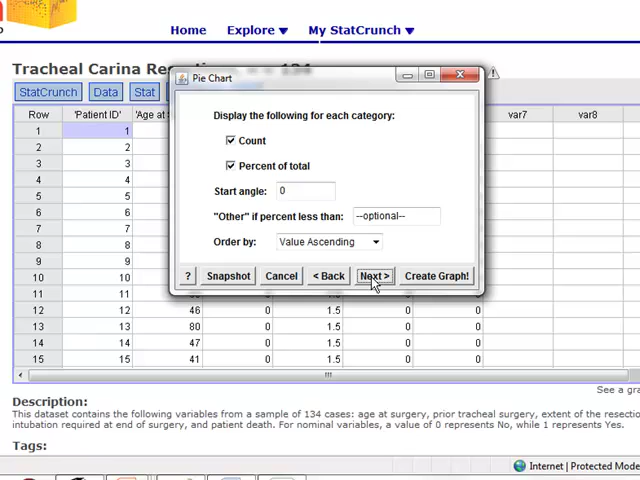 Home Explore ▼ My StatCrunch ▼
Tracheal Carina Re
Pie Chart
StatCrunch Data Stat
Display the following for each category:
Count
Percent of total
Start angle: 0
"Other" if percent less than: --optional--
Order by: Value Ascending
? Snapshot Cancel < Back Next > Create Graph!
Row 'Patient ID' 'Age at var7 var8
1 1
2 2
3 3
4 4
5 5
6 6
7 7
8 8
9 9
10 10
11 11 0 1.5 0
12 12 46 0 1.5 0
13 13 80 0 1.5 0
14 14 47 0 1.5 0
15 15 41 0 1.5 0
See a gra
Description:
This dataset contains the following variables from a sample of 134 cases: age at surgery, prior tracheal surgery, extent of the resectio
intubation required at end of surgery, and patient death. For nominal variables, a value of 0 represents No, while 1 represents Yes.
Tags:
Internet | Protected Mode